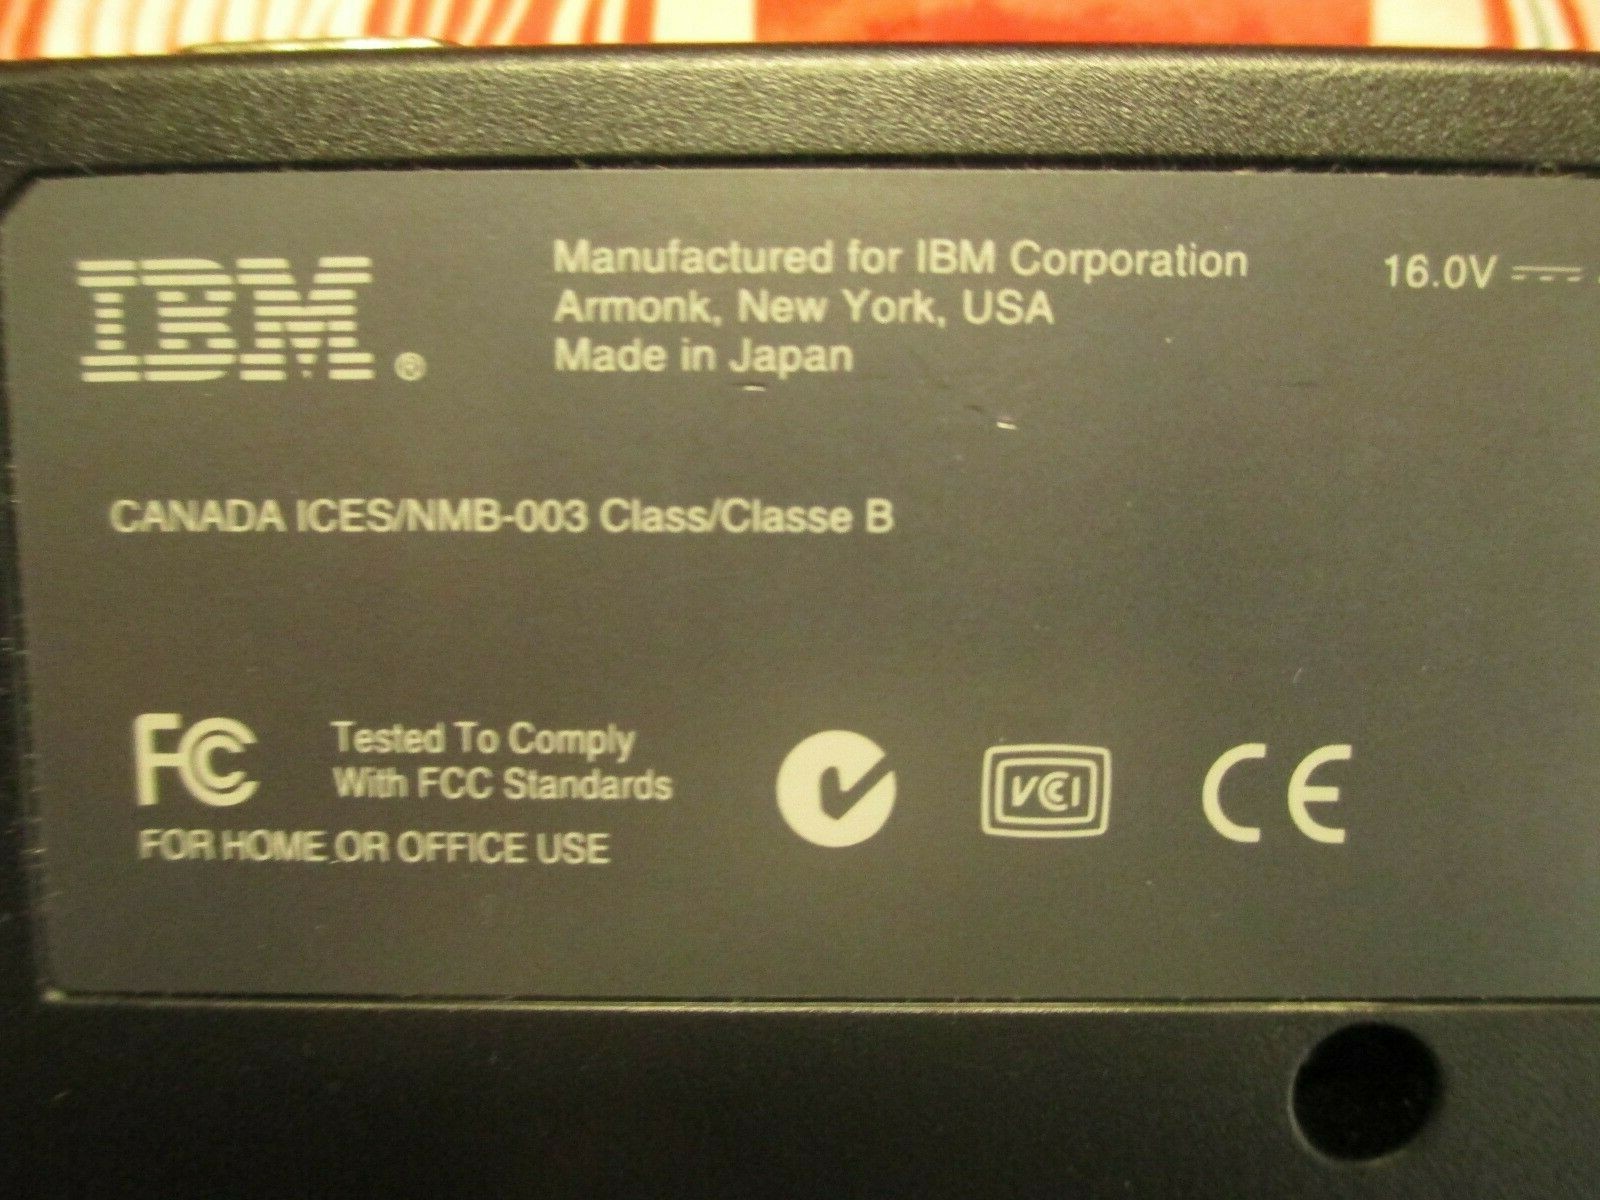 IBM®
Manufactured for IBM Corporation
Armonk, New York, USA
Made in Japan
16.0V
CANADA ICES/NMB-003 Class/Classe B
FC
Tested To Comply
With FCC Standards
FOR HOME OR OFFICE USE
VCI
CE